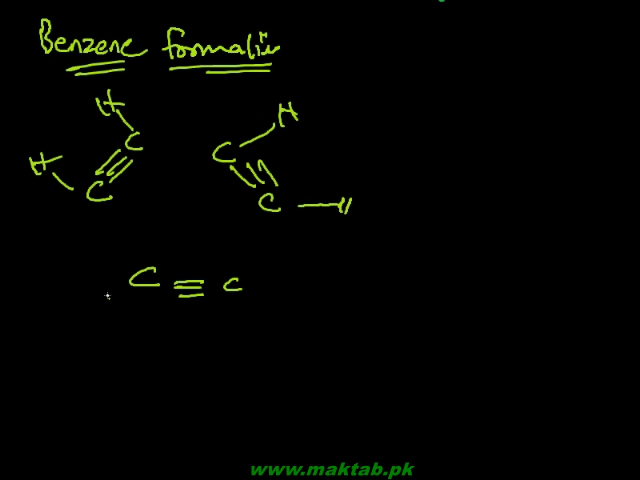 Benzene formation
H H
C C
H C C H
C ≡ C
www.maktab.pk